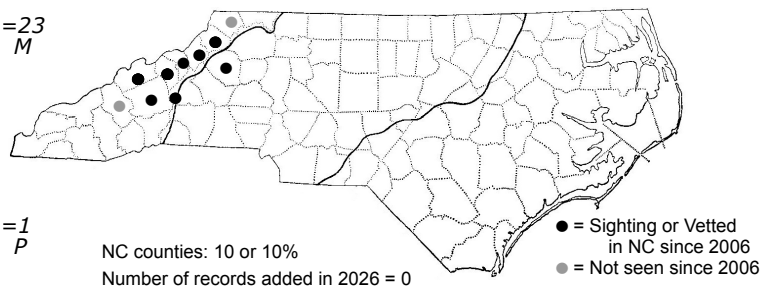 =23
M
=1
P
NC counties: 10 or 10%
Number of records added in 2026 = 0
= Sighting or Vetted
in NC since 2006
= Not seen since 2006